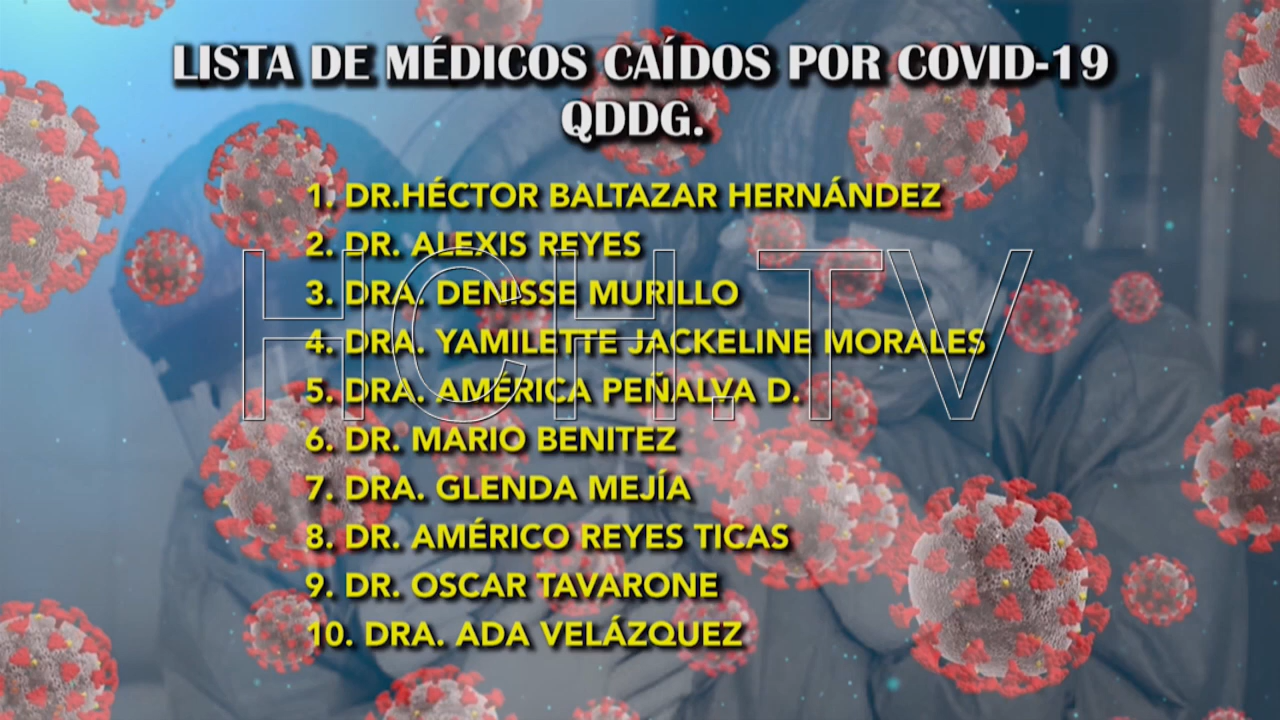 LISTA DE MÉDICOS CAÍDOS POR COVID-19
QDDG.
1. DR.HÉCTOR BALTAZAR HERNÁNDEZ
2. DR. ALEXIS REYES
3. DRA. DENISSE MURILLO
4. DRA. YAMILETTE JACKELINE MORALES
5. DRA. AMÉRICA PEÑALVA D.
6. DR. MARIO BENITEZ
7. DRA. GLENDA MEJÍA
8. DR. AMÉRICO REYES TICAS
9. DR. OSCAR TAVARONE
10. DRA. ADA VELÁZQUEZ
HCH.TV